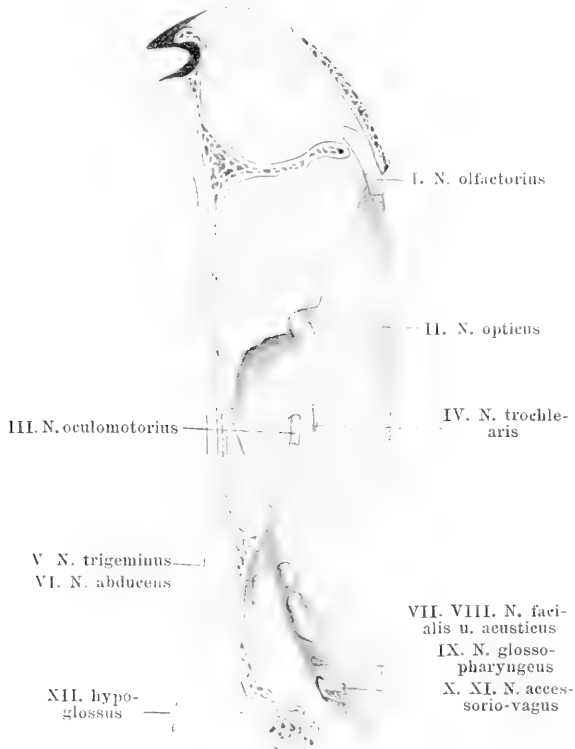 I. N. olfactorius
II. N. opticus
III. N. oculomotorius
IV. N. trochle-
aris
V N. trigeminus
VI. N. abducens
VII. VIII. N. faci-
alis u. acusticus
IX. N. glosso-
pharyngeus
X. XI. N. acces-
sorio-vagus
XII. hypo-
glossus